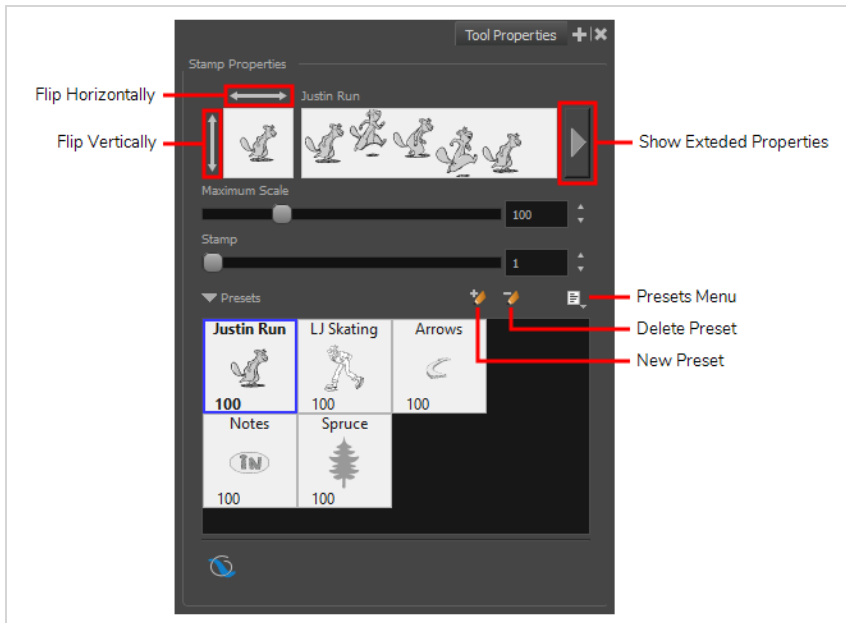 Tool Properties
Stamp Properties
Flip Horizontally
Justin Run
Flip Vertically
Show Exteded Properties
Maximum Scale
100
Stamp
1
Presets
Presets Menu
Delete Preset
New Preset
Justin Run
LJ Skating
Arrows
100
100
100
Notes
Spruce
IN
100
100